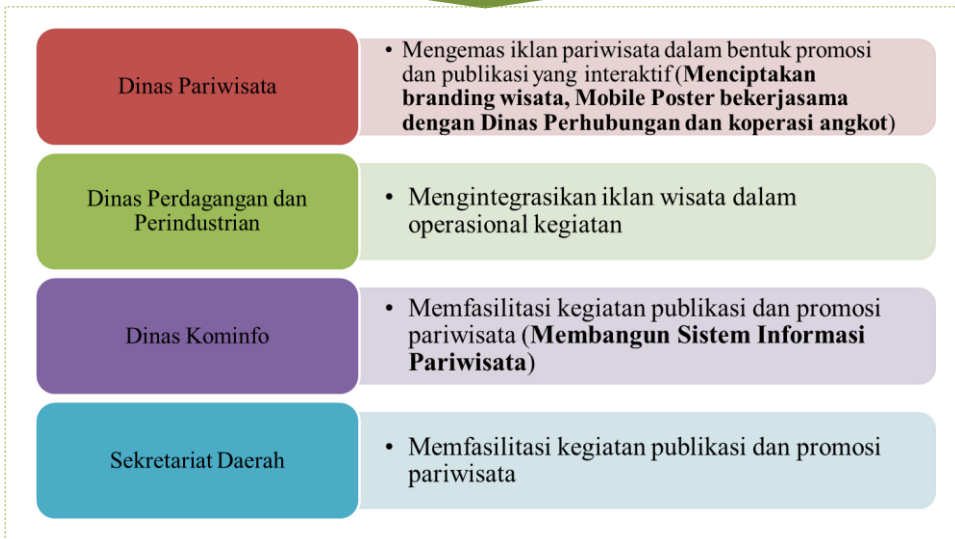 Dinas Pariwisata
• Mengemas iklan pariwisata dalam bentuk promosi
dan publikasi yang interaktif (Menciptakan
branding wisata, Mobile Poster bekerjasama
dengan Dinas Perhubungan dan koperasi angkot)
Dinas Perdagangan dan
Perindustrian
• Mengintegrasikan iklan wisata dalam
operasional kegiatan
Dinas Kominfo
• Memfasilitasi kegiatan publikasi dan promosi
pariwisata (Membangun Sistem Informasi
Pariwisata)
Sekretariat Daerah
• Memfasilitasi kegiatan publikasi dan promosi
pariwisata